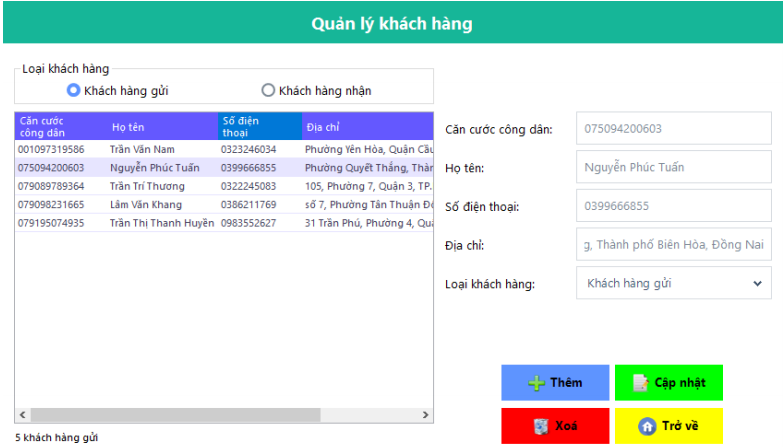 Quản lý khách hàng
Loại khách hàng
Khách hàng gửi Khách hàng nhận
Căn cước công dân Họ tên Số điện thoại Địa chỉ
001097319586 Trần Văn Nam 0323246034 Phường Yên Hòa, Quận Cầu
075094200603 Nguyễn Phúc Tuấn 0399666855 Phường Quyết Thắng, Thàn
079089789364 Trần Trí Thương 0322245083 105, Phường 7, Quận 3, TP.
079098231665 Lâm Văn Khang 0386211769 số 7, Phường Tân Thuận Đô
079195074935 Trần Thị Thanh Huyền 0983552627 31 Trần Phú, Phường 4, Quậ
5 khách hàng gửi
Căn cước công dân: 075094200603
Họ tên: Nguyễn Phúc Tuấn
Số điện thoại: 0399666855
Địa chỉ: g, Thành phố Biên Hòa, Đồng Nai
Loại khách hàng: Khách hàng gửi
Thêm Cập nhật
Xoá Trở về